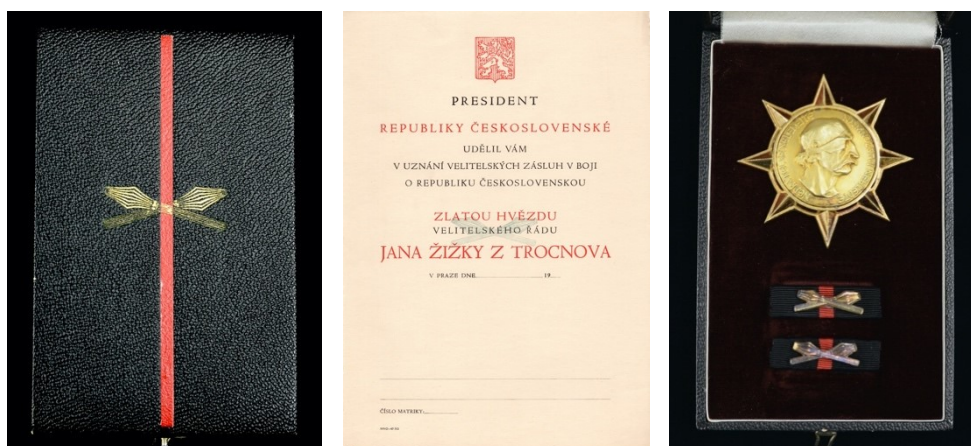 PRESIDENT
REPUBLIKY ČESKOSLOVENSKÉ
UDĚLIL VÁM
V UZNÁNÍ VELITELSKÝCH ZÁSLUH V BOJI
O REPUBLIKU ČESKOSLOVENSKOU
ZLATOU HVĚZDU
VELITELSKÉHO ŘÁDU
JANA ŽIŽKY Z TROCNOVA
V PRAZE DNE 19
ČÍSLO MATRIKY: